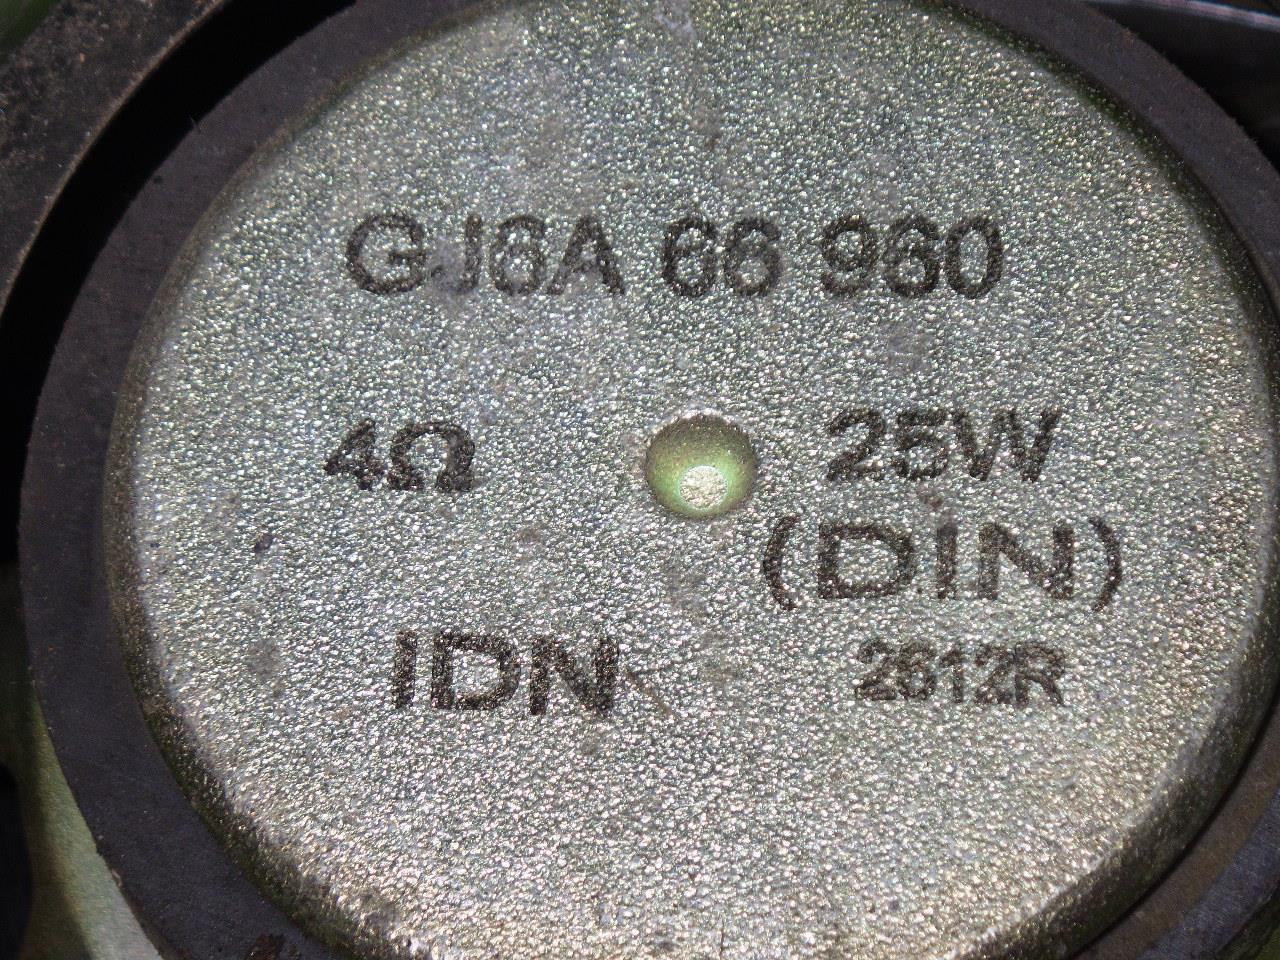 GJ6A 66 960
4Ω 25W
(DIN)
IDN 2612R